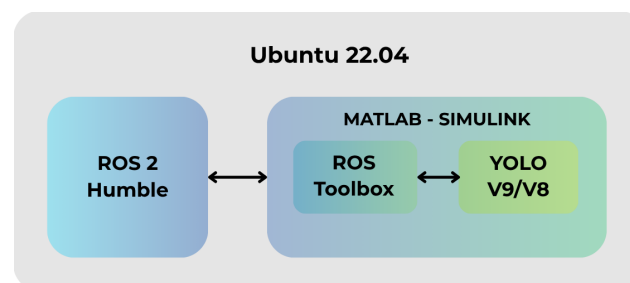 Ubuntu 22.04
MATLAB - SIMULINK
ROS 2
Humble
ROS
Toolbox
YOLO
V9/V8